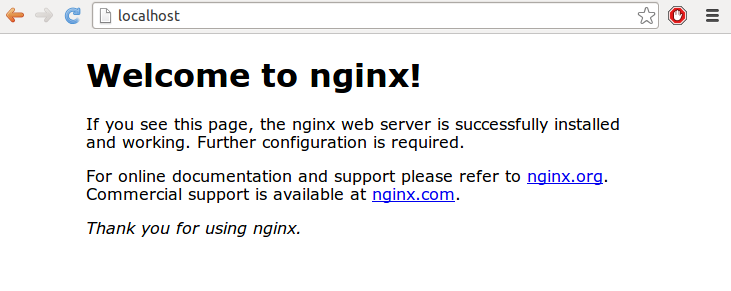 localhost
Welcome to nginx!
If you see this page, the nginx web server is successfully installed
and working. Further configuration is required.
For online documentation and support please refer to nginx.org.
Commercial support is available at nginx.com.
Thank you for using nginx.